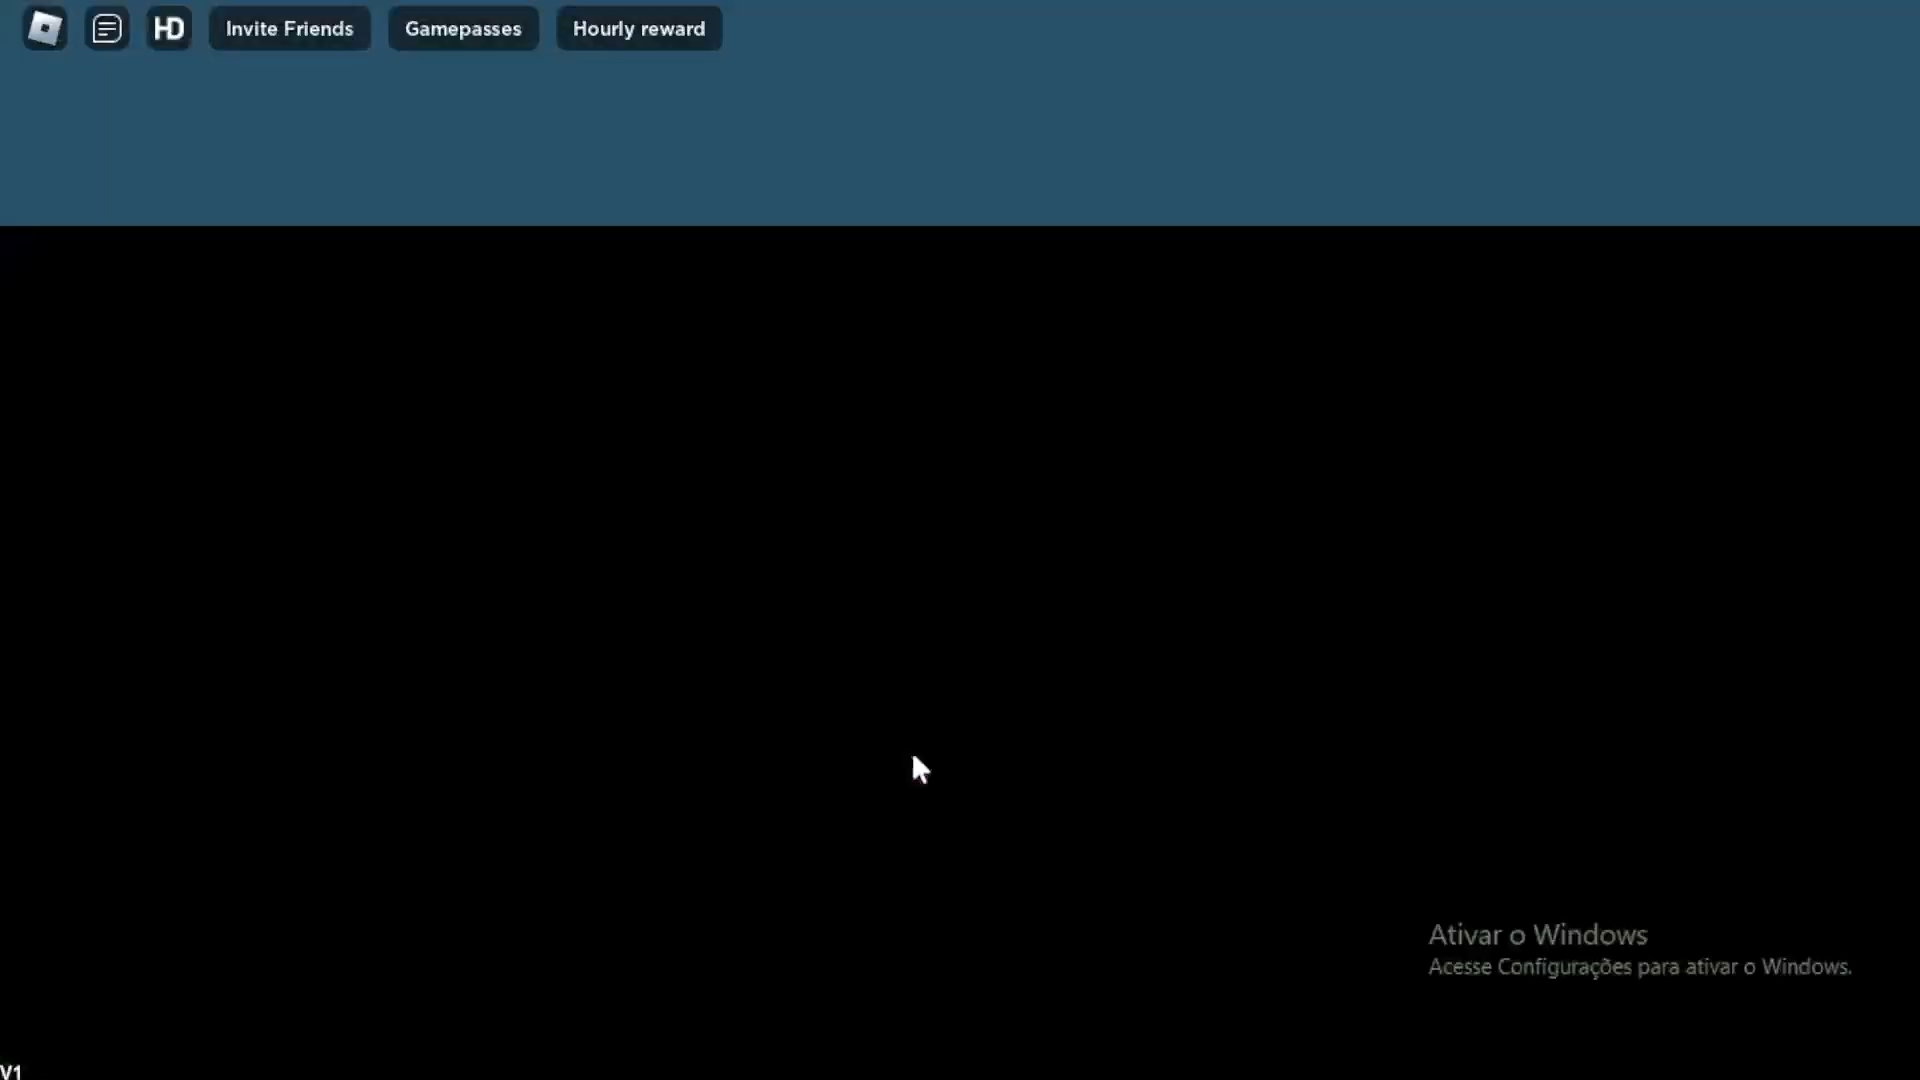 HD
Invite Friends
Gamepasses
Hourly reward
Ativar o Windows
Acesse Configurações para ativar o Windows.
V1